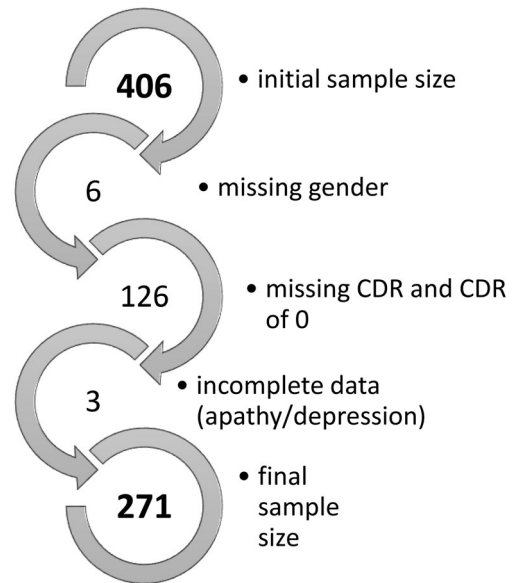 406
• initial sample size
6
• missing gender
126
• missing CDR and CDR
of 0
3
• incomplete data
(apathy/depression)
271
• final
sample
size